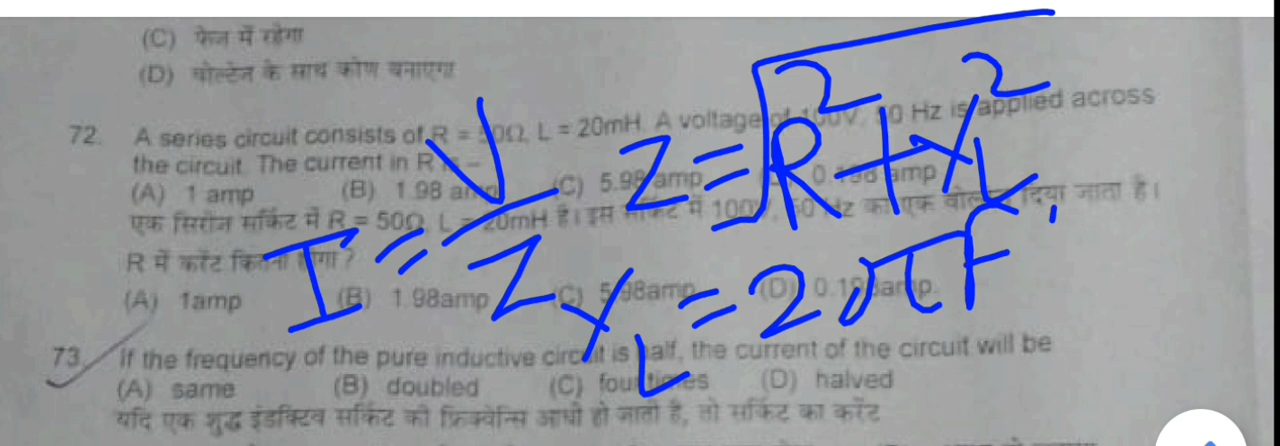 (C) फेज में रहेगा
(D) वोल्टेज के साथ कोण बनाएगा
72. A series circuit consists of R = 50Ω, L = 20mH. A voltage of 100V, 50 Hz is applied across
the circuit. The current in R is –
(A) 1 amp (B) 1.98 amp (C) 5.98 amp (D) 0.198 amp
एक सिरीज सर्किट में R = 50Ω, L = 20mH है। इस सर्किट में 100V, 50 Hz का एक वोल्टेज दिया जाता है।
R में करेंट कितना होगा?
(A) 1amp (B) 1.98amp (C) 5.98amp (D) 0.198amp.
73. If the frequency of the pure inductive circuit is half, the current of the circuit will be
(A) same (B) doubled (C) four times (D) halved
यदि एक शुद्ध इंडक्टिव सर्किट की फ्रिक्वेन्सि आधी हो जाती है, तो सर्किट का करेंट
Z = √R² + X_L²
I = V/Z
X_L = 2πF